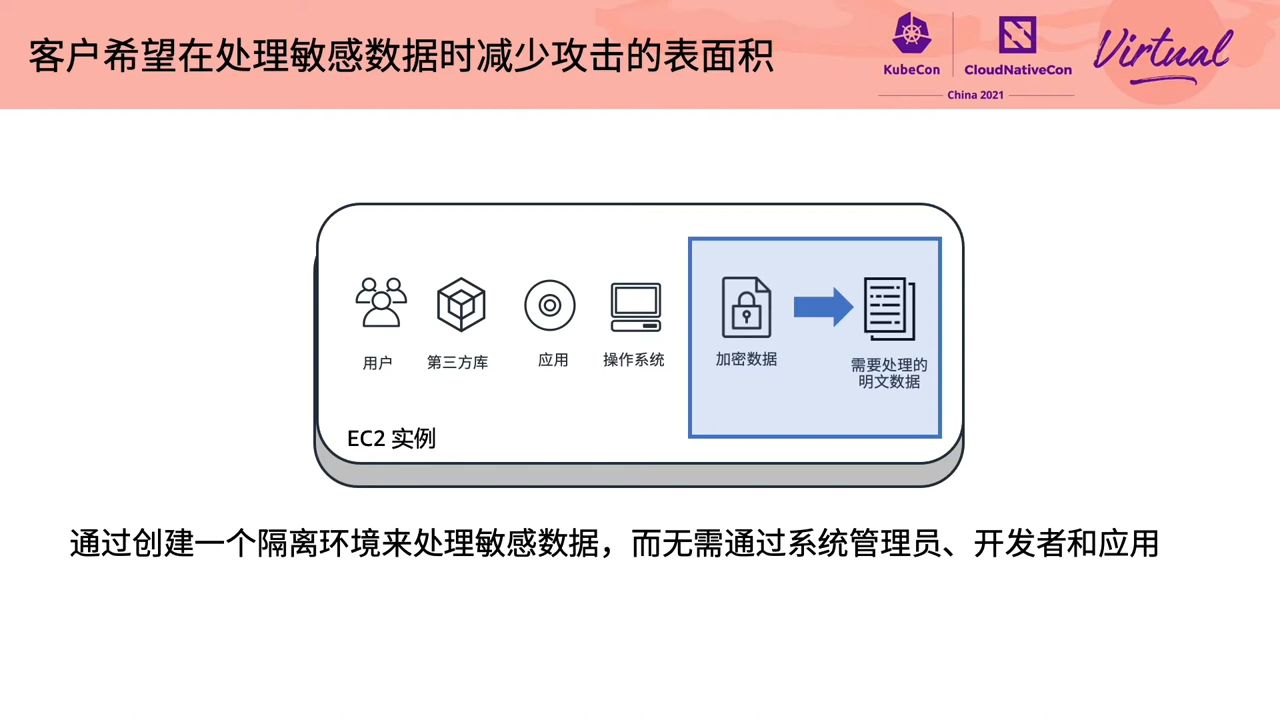 客户希望在处理敏感数据时减少攻击的表面积
KubeCon
CloudNativeCon
China 2021
Virtual
用户
第三方库
应用
操作系统
加密数据
需要处理的
明文数据
EC2 实例
通过创建一个隔离环境来处理敏感数据，而无需通过系统管理员、开发者和应用